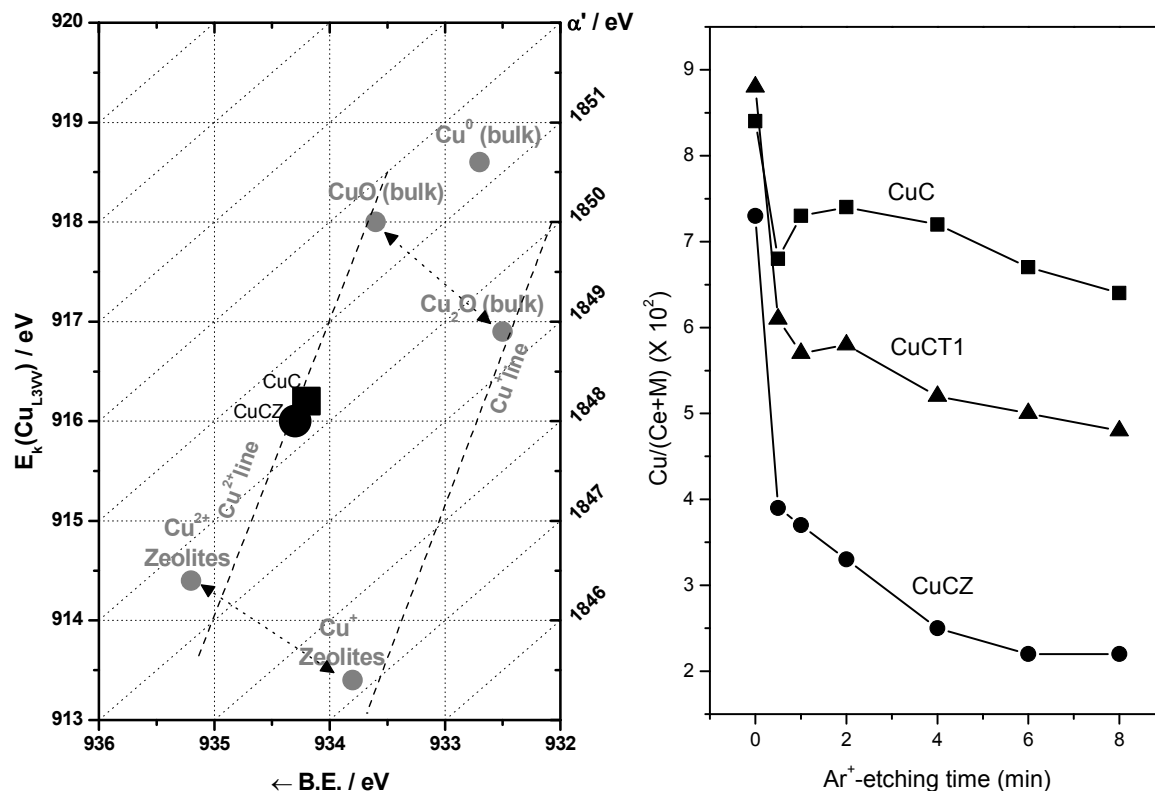 920
919
918
917
916
915
914
913
936
935
934
933
932
E_k(Cu_L3VV) / eV
← B.E. / eV
α' / eV
1851
1850
1849
1848
1847
1846
Cu⁰ (bulk)
CuO (bulk)
Cu₂O (bulk)
Cu⁺ line
CuC
CuCZ
Cu²⁺ line
Cu²⁺
Zeolites
Cu⁺
Zeolites
9
8
7
6
5
4
3
2
0
2
4
6
8
Cu/(Ce+M) (X 10²)
Ar⁺-etching time (min)
CuC
CuCT1
CuCZ